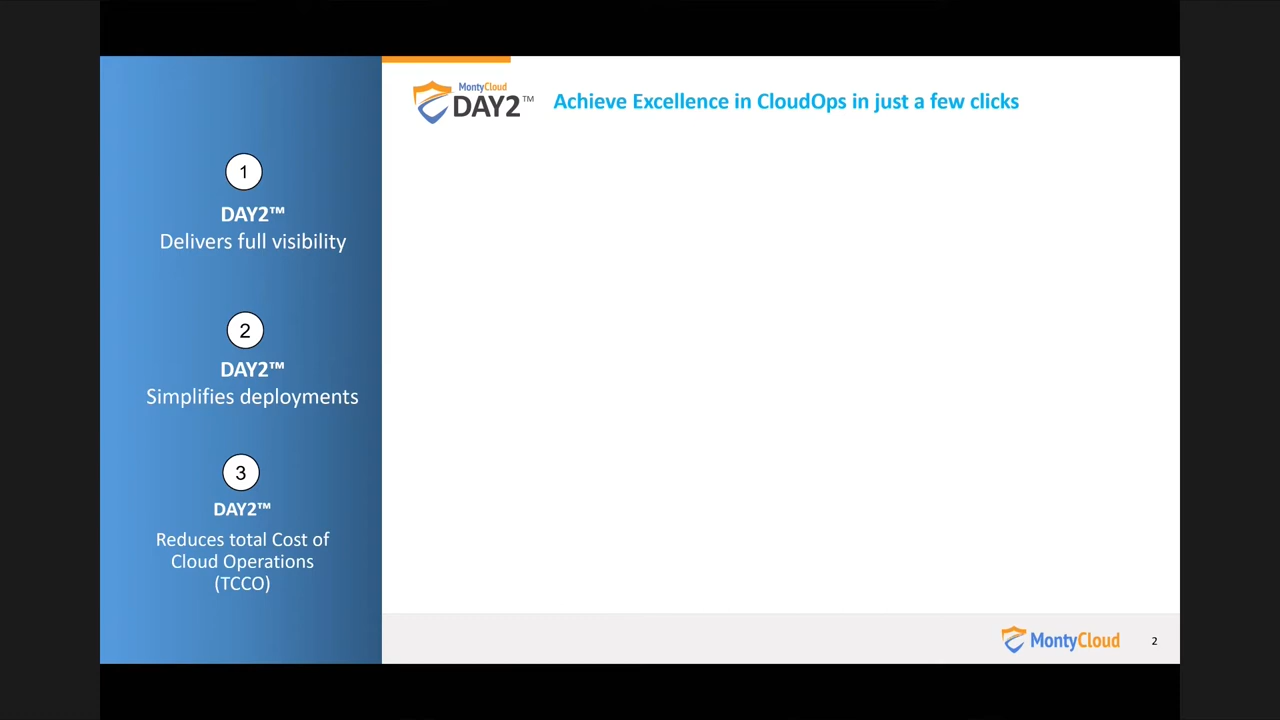 1
DAY2™
Delivers full visibility
2
DAY2™
Simplifies deployments
3
DAY2™
Reduces total Cost of
Cloud Operations
(TCCO)
MontyCloud
DAY2™
Achieve Excellence in CloudOps in just a few clicks
MontyCloud
2